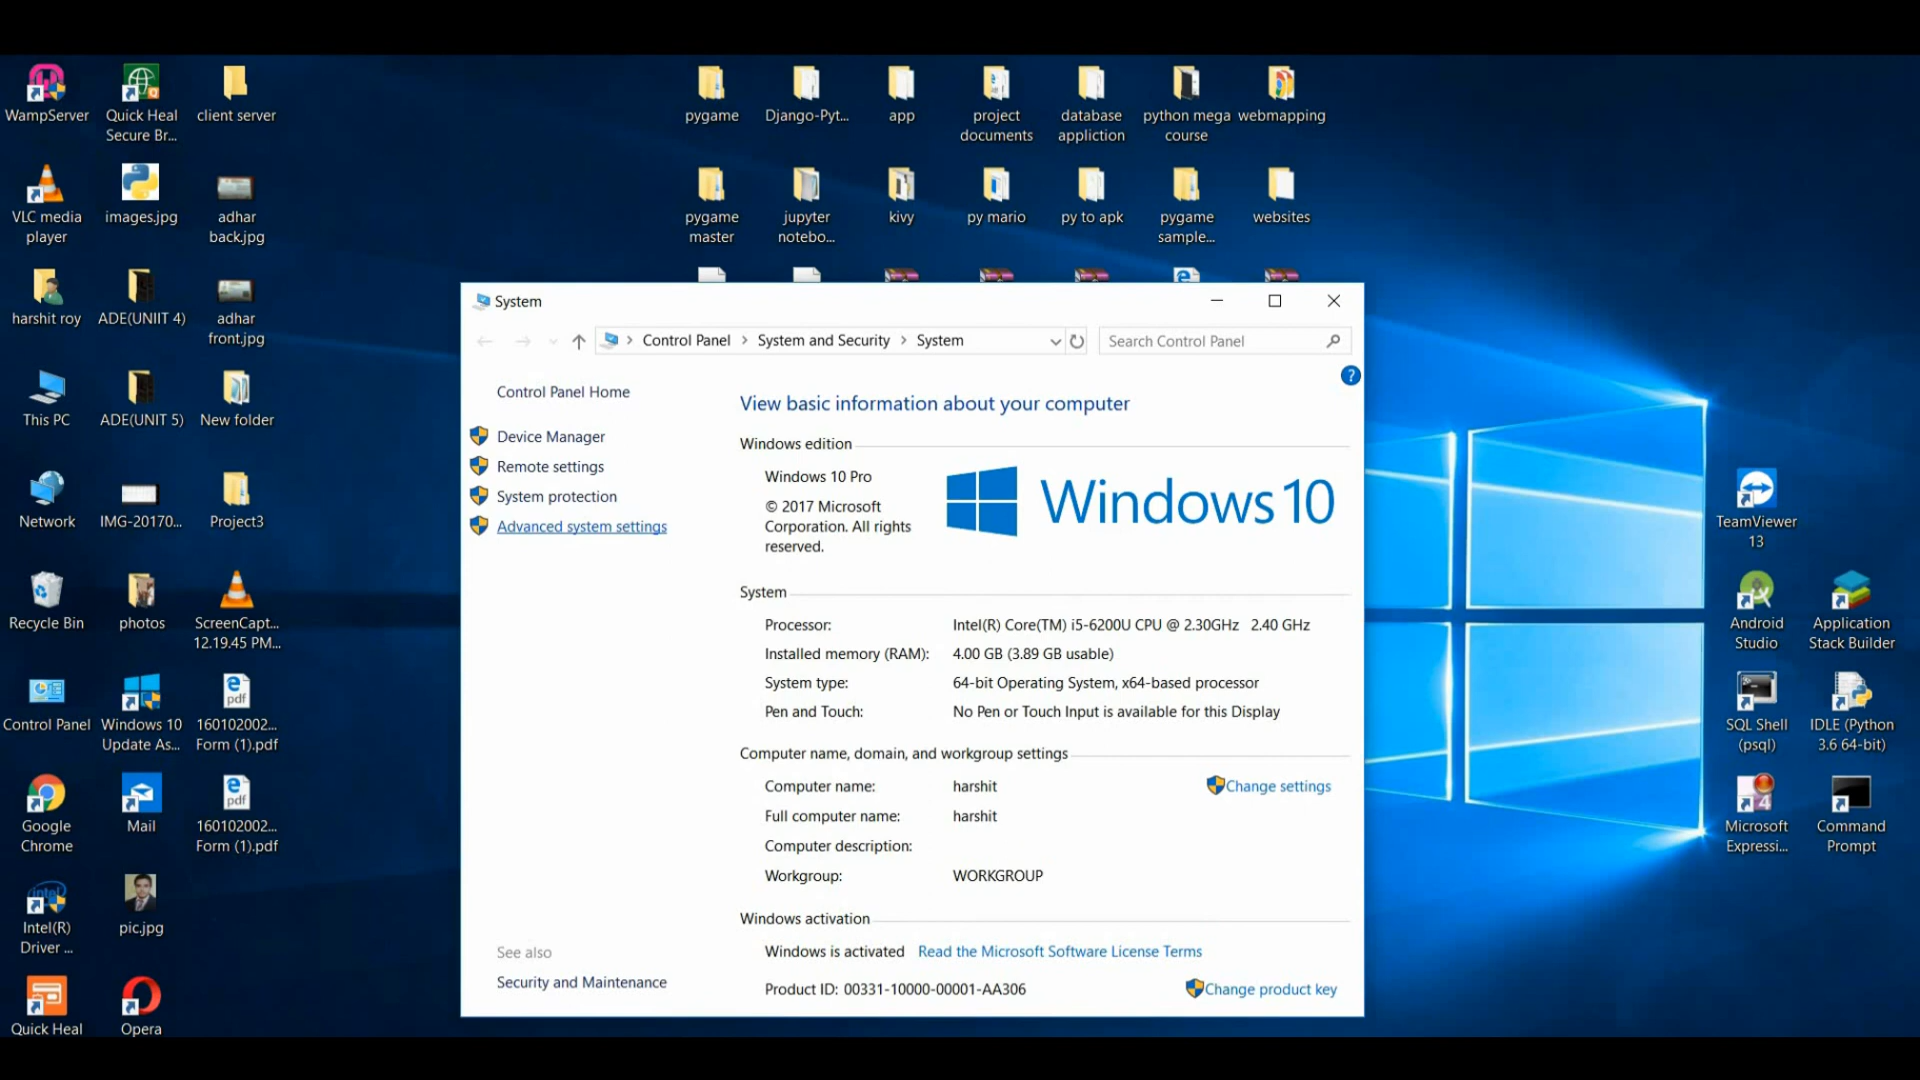 WampServer
Quick Heal
Secure Br...
client server
pygame
Django-Pyt...
app
project
documents
database
appliction
python mega
course
webmapping
VLC media
player
images.jpg
adhar
back.jpg
pygame
master
jupyter
notebo...
kivy
py mario
py to apk
pygame
sample...
websites
harshit roy
ADE(UNIIT 4)
adhar
front.jpg
This PC
ADE(UNIT 5)
New folder
Network
IMG-20170...
Project3
Recycle Bin
photos
ScreenCapt...
12.19.45 PM...
Control Panel
Windows 10
Update As...
pdf
160102002...
Form (1).pdf
Google
Chrome
Mail
pdf
160102002...
Form (1).pdf
intel
Intel(R)
Driver ...
pic.jpg
Quick Heal
Opera
System
Control Panel > System and Security > System
Search Control Panel
?
Control Panel Home
Device Manager
Remote settings
System protection
Advanced system settings
See also
Security and Maintenance
View basic information about your computer
Windows edition
Windows 10 Pro
© 2017 Microsoft
Corporation. All rights
reserved.
Windows 10
System
Processor: Intel(R) Core(TM) i5-6200U CPU @ 2.30GHz 2.40 GHz
Installed memory (RAM): 4.00 GB (3.89 GB usable)
System type: 64-bit Operating System, x64-based processor
Pen and Touch: No Pen or Touch Input is available for this Display
Computer name, domain, and workgroup settings
Computer name: harshit
Change settings
Full computer name: harshit
Computer description:
Workgroup: WORKGROUP
Windows activation
Windows is activated Read the Microsoft Software License Terms
Product ID: 00331-10000-00001-AA306
Change product key
TeamViewer
13
Android
Studio
Application
Stack Builder
SQL Shell
(psql)
IDLE (Python
3.6 64-bit)
4
Microsoft
Expressi...
Command
Prompt